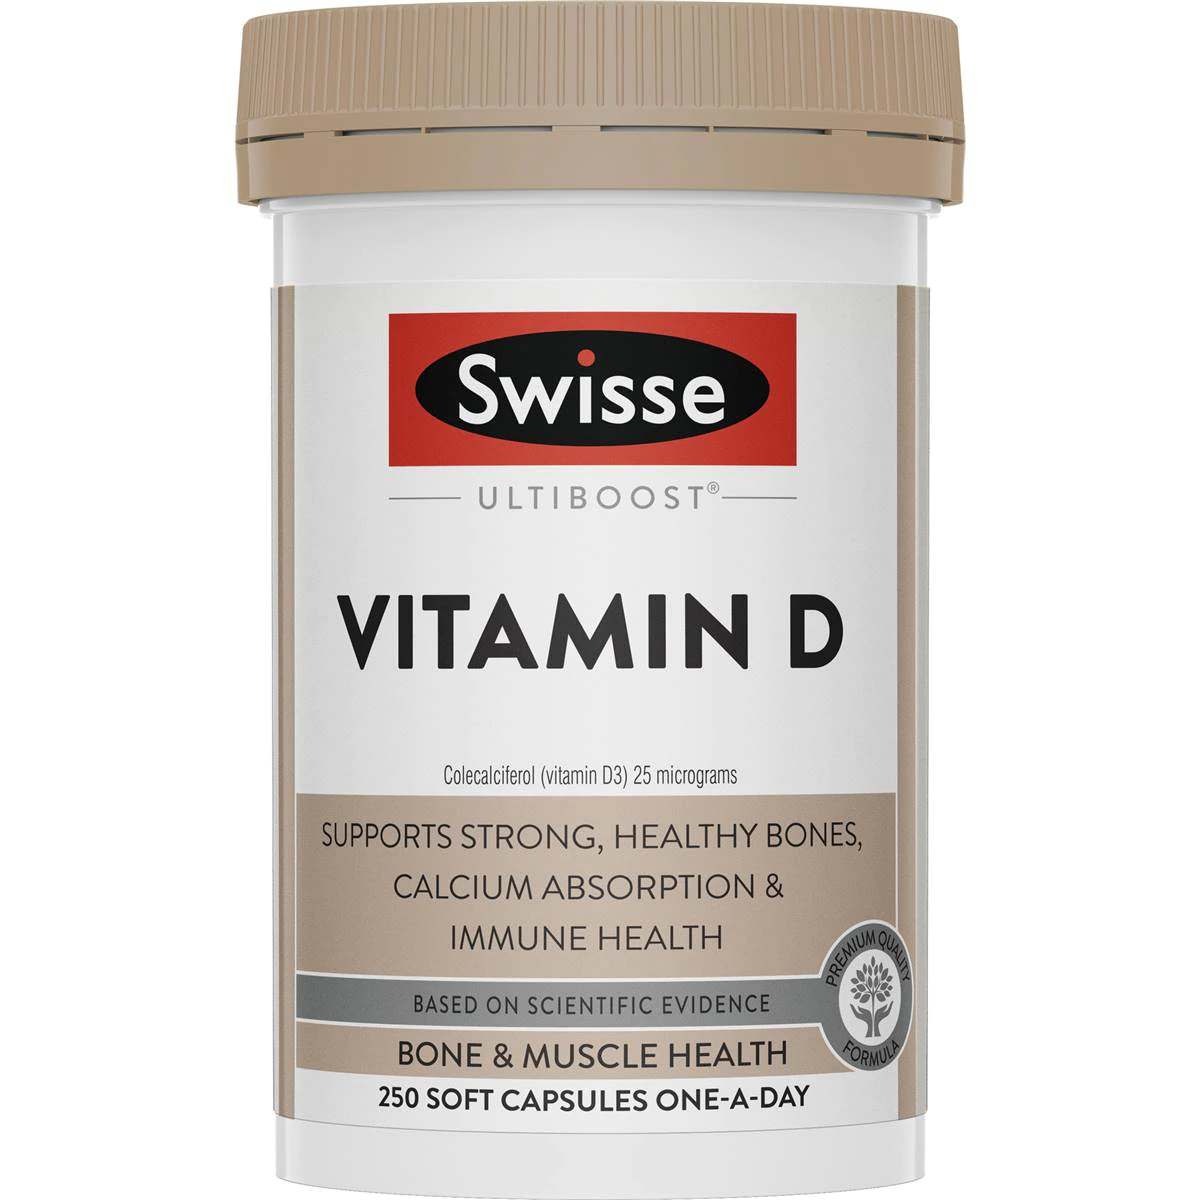 Swisse
ULTIBOOST®
VITAMIN D
Colecalciferol (vitamin D3) 25 micrograms
SUPPORTS STRONG, HEALTHY BONES,
CALCIUM ABSORPTION &
IMMUNE HEALTH
BASED ON SCIENTIFIC EVIDENCE
PREMIUM QUALITY
FORMULA
BONE & MUSCLE HEALTH
250 SOFT CAPSULES ONE-A-DAY